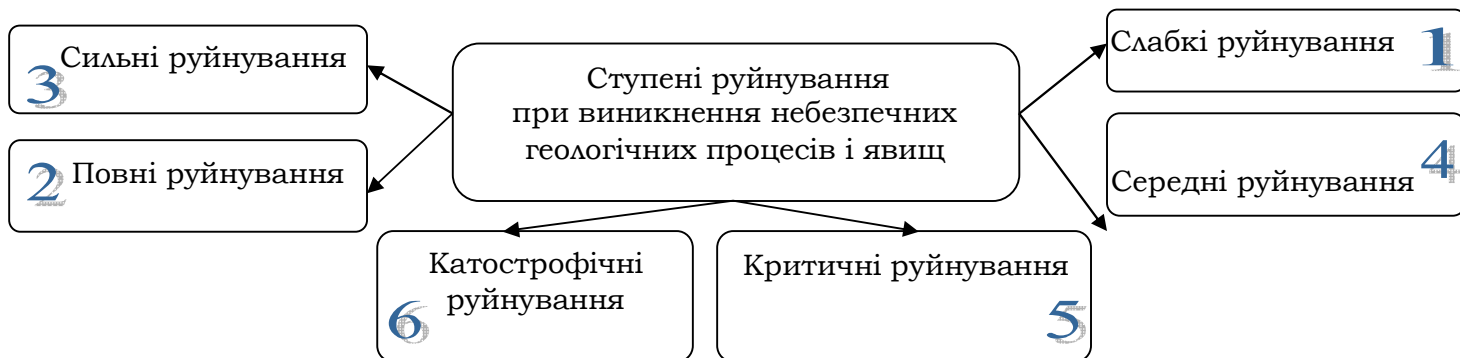 Ступені руйнування
при виникнення небезпечних
геологічних процесів і явищ
Сильні руйнування
3
Повні руйнування
2
Слабкі руйнування
1
Середні руйнування
4
Катострофічні
руйнування
6
Критичні руйнування
5